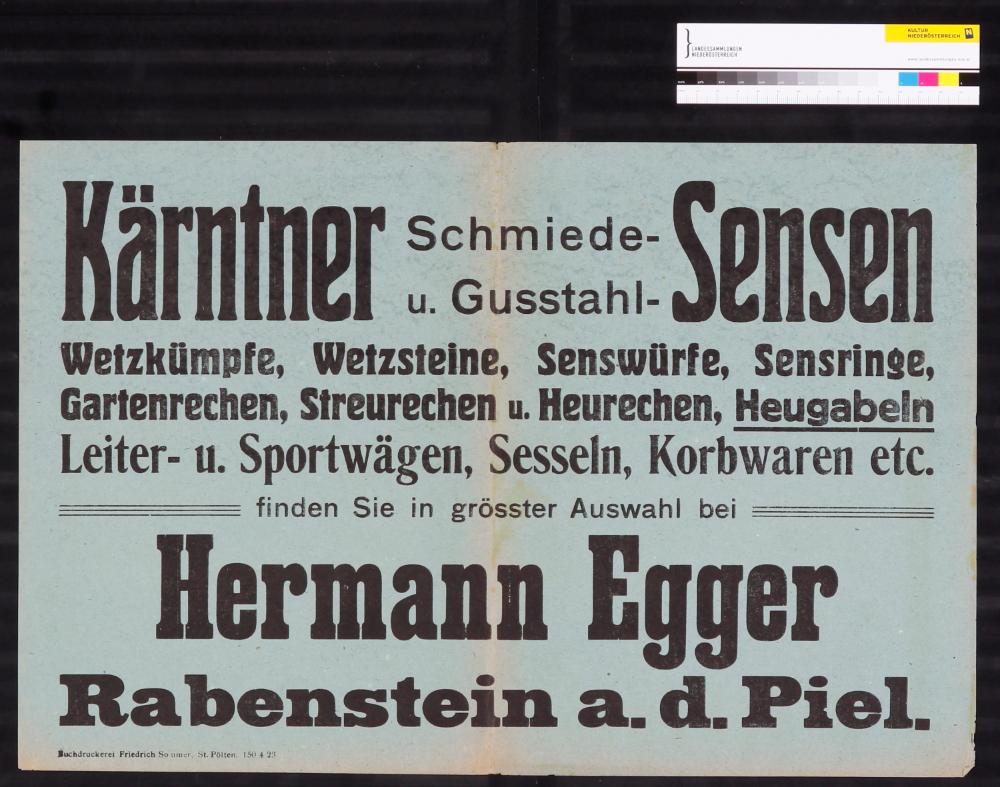 LANDESSAMMLUNGEN
NIEDERÖSTERREICH
KULTUR
NIEDERÖSTERREICH
Kärntner Schmiede- u. Gusstahl- Sensen
Wetzkümpfe, Wetzsteine, Senswürfe, Sensringe,
Gartenrechen, Streurechen u. Heurechen, Heugabeln
Leiter- u. Sportwägen, Sesseln, Korbwaren etc.
finden Sie in grösster Auswahl bei
Hermann Egger
Rabenstein a. d. Piel.
Buchdruckerei Friedrich Sommer, St. Pölten. 150 4 23